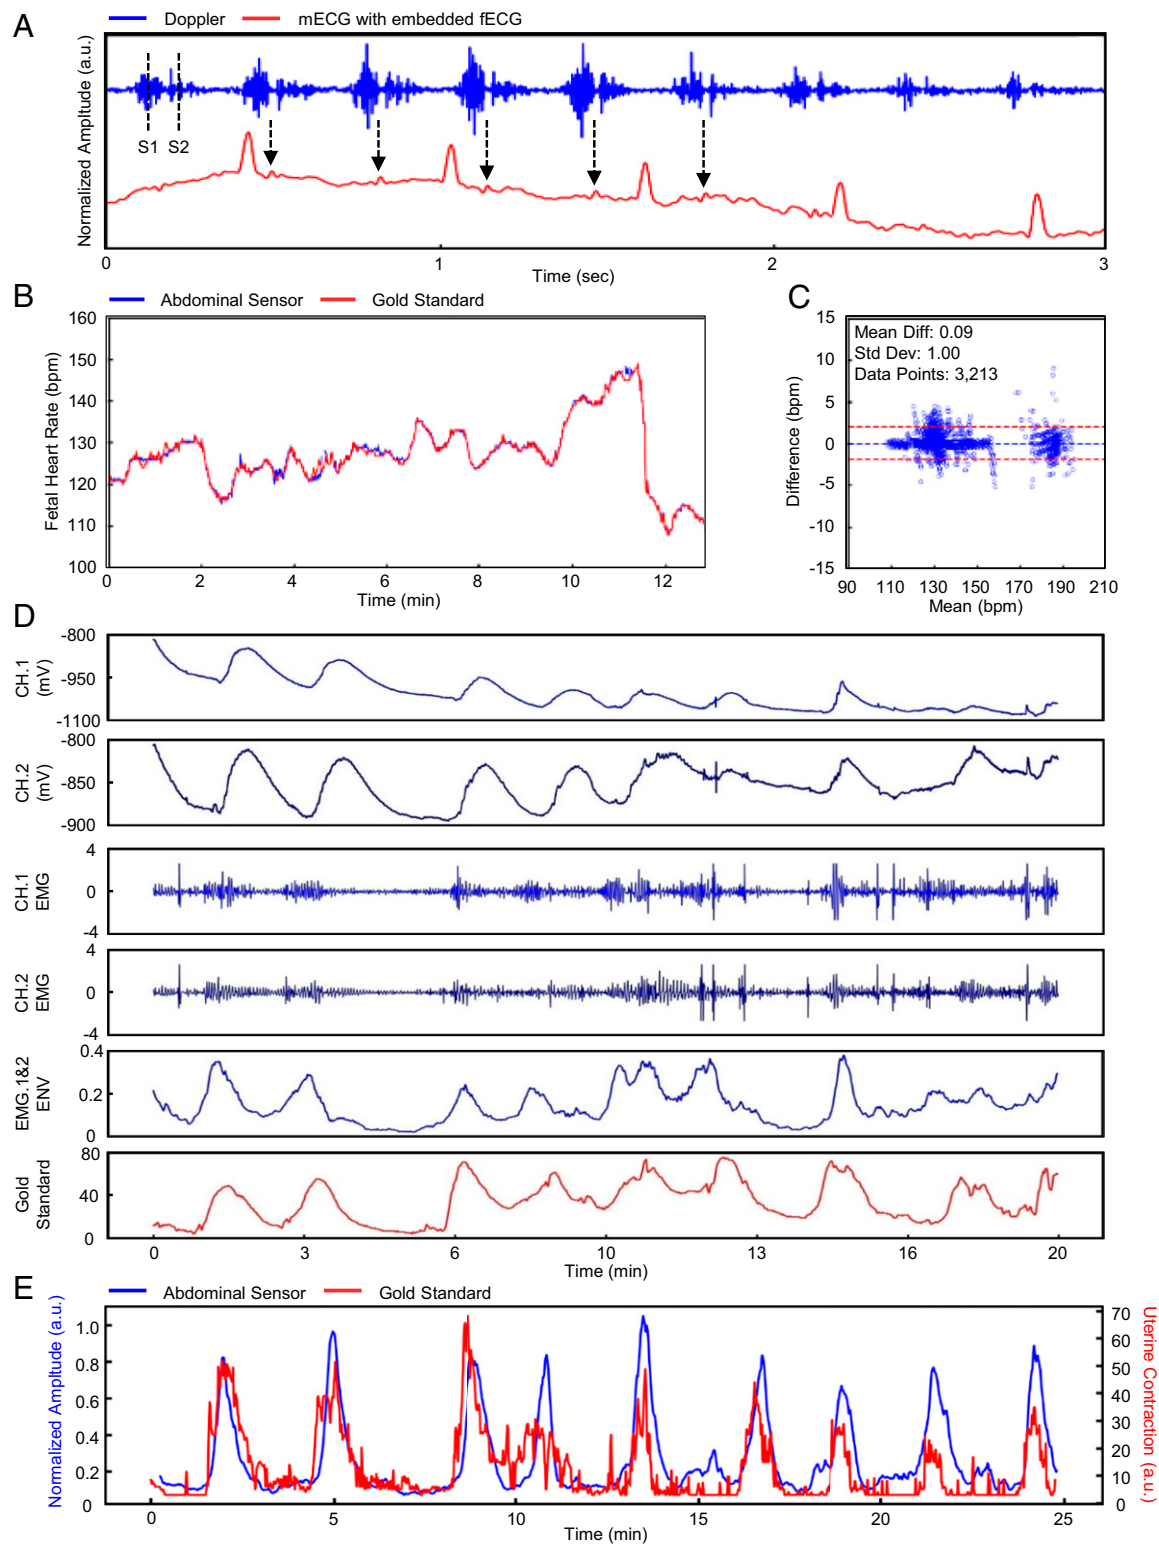 A
Doppler mECG with embedded fECG
Normalized Amplitude (a.u.)
S1 S2
0 1 2 3
Time (sec)
B
Abdominal Sensor Gold Standard
Fetal Heart Rate (bpm)
160
150
140
130
120
110
100
0 2 4 6 8 10 12
Time (min)
C
Mean Diff: 0.09
Std Dev: 1.00
Data Points: 3,213
Difference (bpm)
15
10
5
0
-5
-10
-15
90 110 130 150 170 190 210
Mean (bpm)
D
CH.1
(mV)
-800
-950
-1100
CH.2
(mV)
-800
-850
-900
CH.1
EMG
4
0
-4
CH.2
EMG
4
0
-4
EMG.1&2
ENV
0.4
0.2
0
Gold
Standard
80
40
0
0 3 6 10 13 16 20
Time (min)
E
Abdominal Sensor Gold Standard
Normalized Ampltude (a.u.)
1.0
0.8
0.6
0.4
0.2
0
Uterine Contraction (a.u.)
70
60
50
40
30
20
10
0
0 5 10 15 20 25
Time (min)